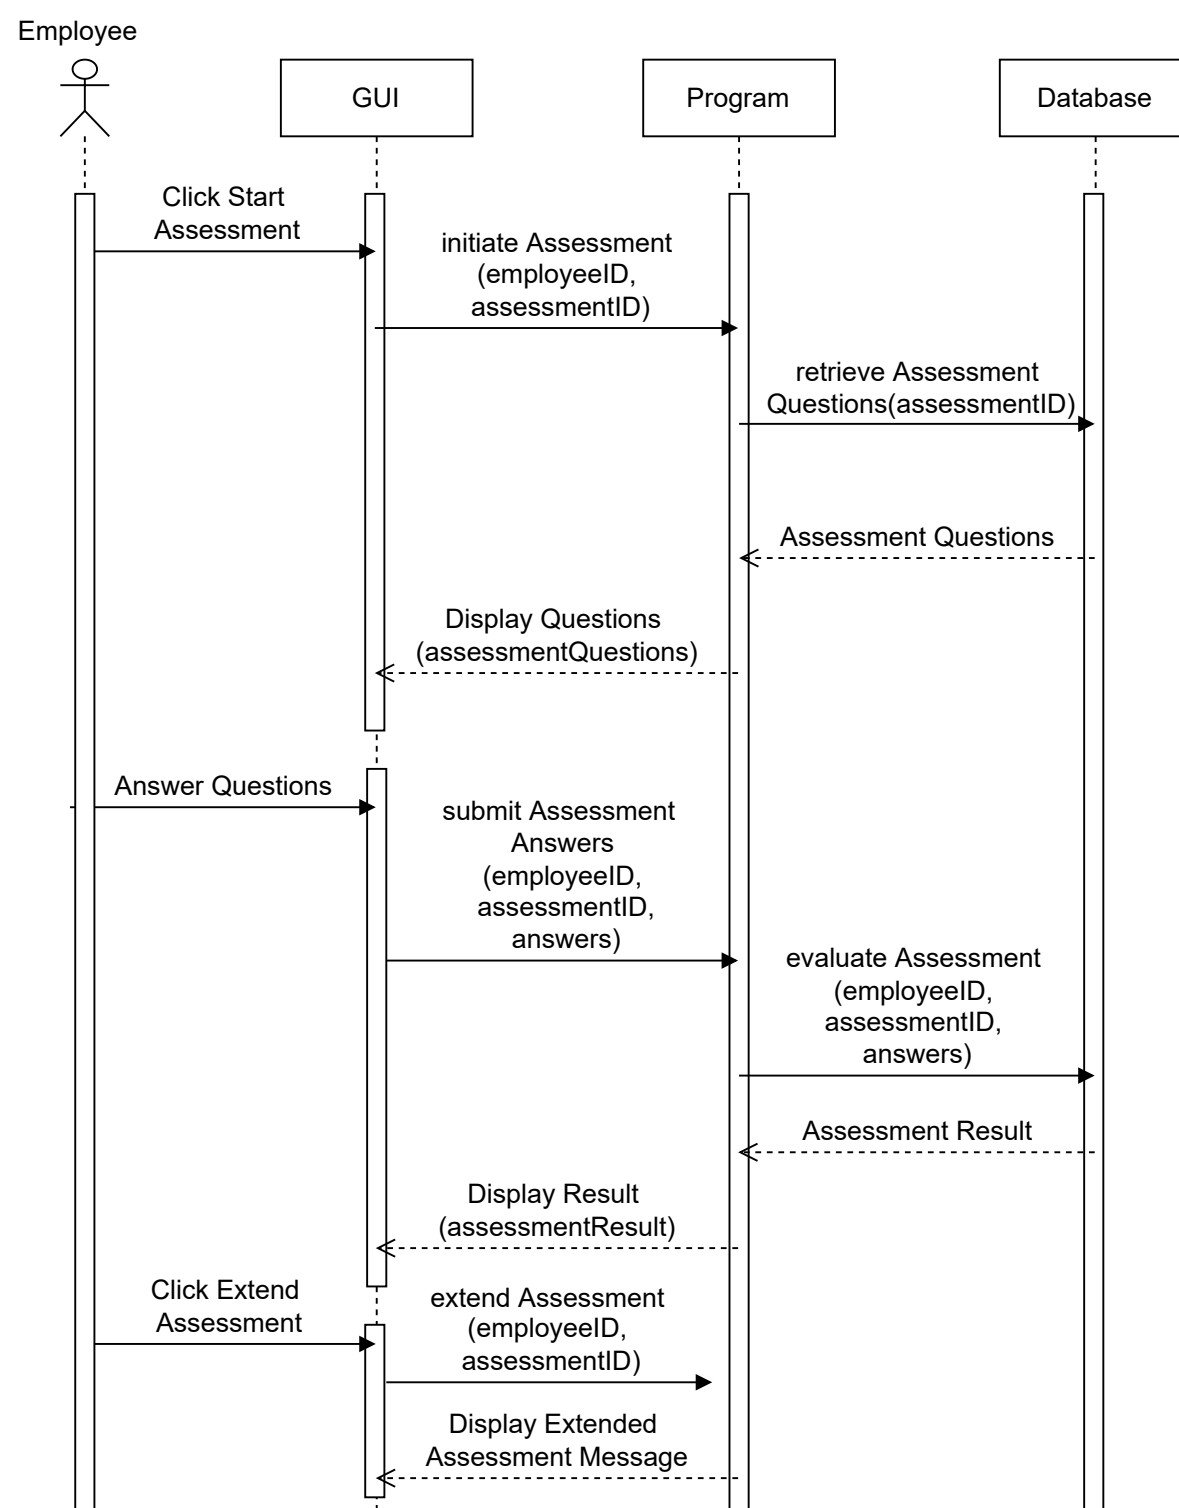 Employee
GUI
Program
Database
Click Start
Assessment
initiate Assessment
(employeeID,
assessmentID)
retrieve Assessment
Questions(assessmentID)
Assessment Questions
Display Questions
(assessmentQuestions)
Answer Questions
submit Assessment
Answers
(employeeID,
assessmentID,
answers)
evaluate Assessment
(employeeID,
assessmentID,
answers)
Assessment Result
Display Result
(assessmentResult)
Click Extend
Assessment
extend Assessment
(employeeID,
assessmentID)
Display Extended
Assessment Message